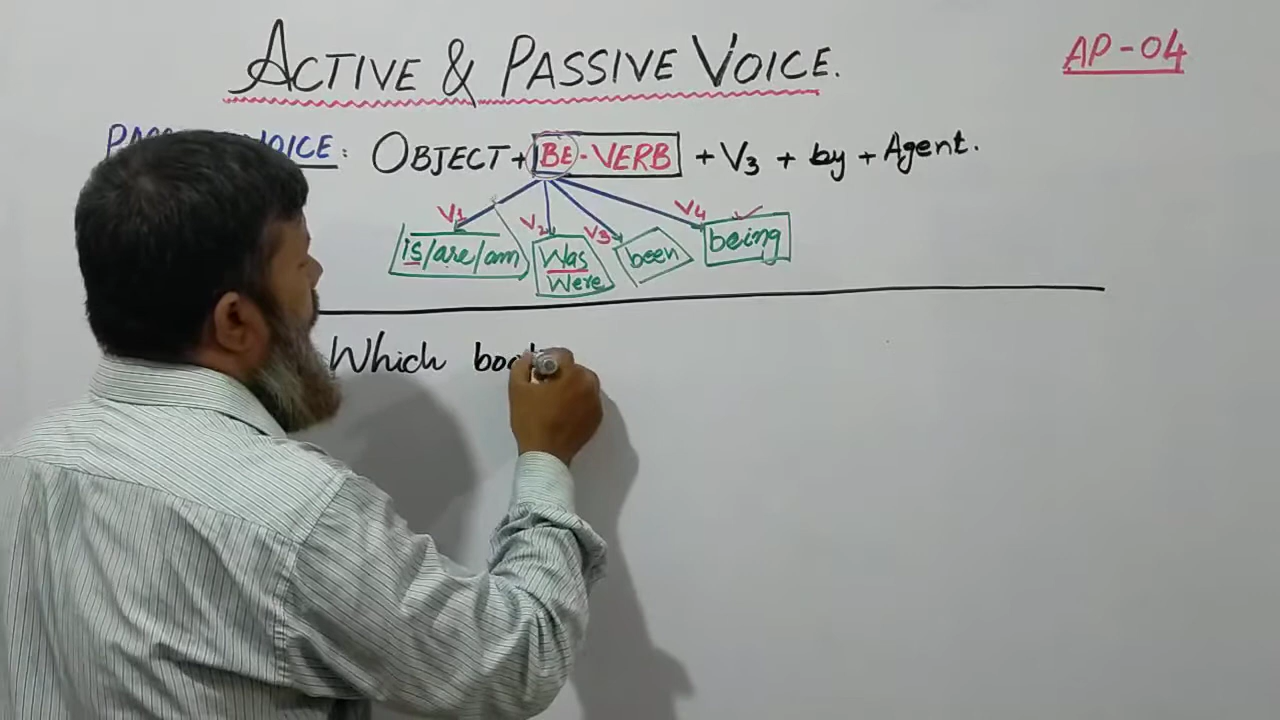 ACTIVE & PASSIVE VOICE.
AP-04
VOICE: OBJECT + BE-VERB + V3 + by + Agent.
V1 V2 V3 V4
is/are/am Was Were been being
Which